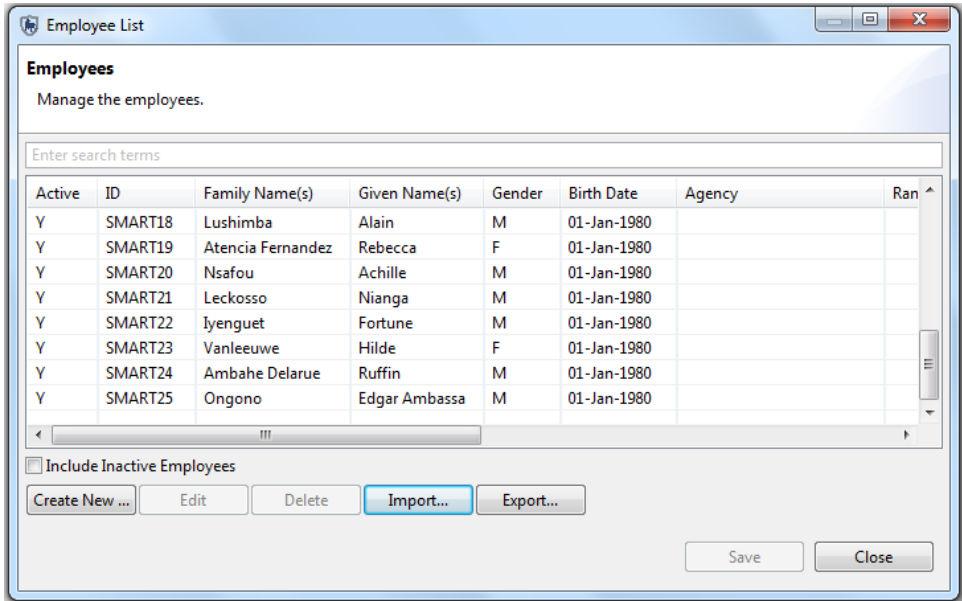 Employee List
Employees
Manage the employees.
Enter search terms
Active ID Family Name(s) Given Name(s) Gender Birth Date Agency Ran
Y SMART18 Lushimba Alain M 01-Jan-1980
Y SMART19 Atencia Fernandez Rebecca F 01-Jan-1980
Y SMART20 Nsafou Achille M 01-Jan-1980
Y SMART21 Leckosso Nianga M 01-Jan-1980
Y SMART22 Iyenguet Fortune M 01-Jan-1980
Y SMART23 Vanleeuwe Hilde F 01-Jan-1980
Y SMART24 Ambahe Delarue Ruffin M 01-Jan-1980
Y SMART25 Ongono Edgar Ambassa M 01-Jan-1980
Include Inactive Employees
Create New ... Edit Delete Import... Export...
Save Close